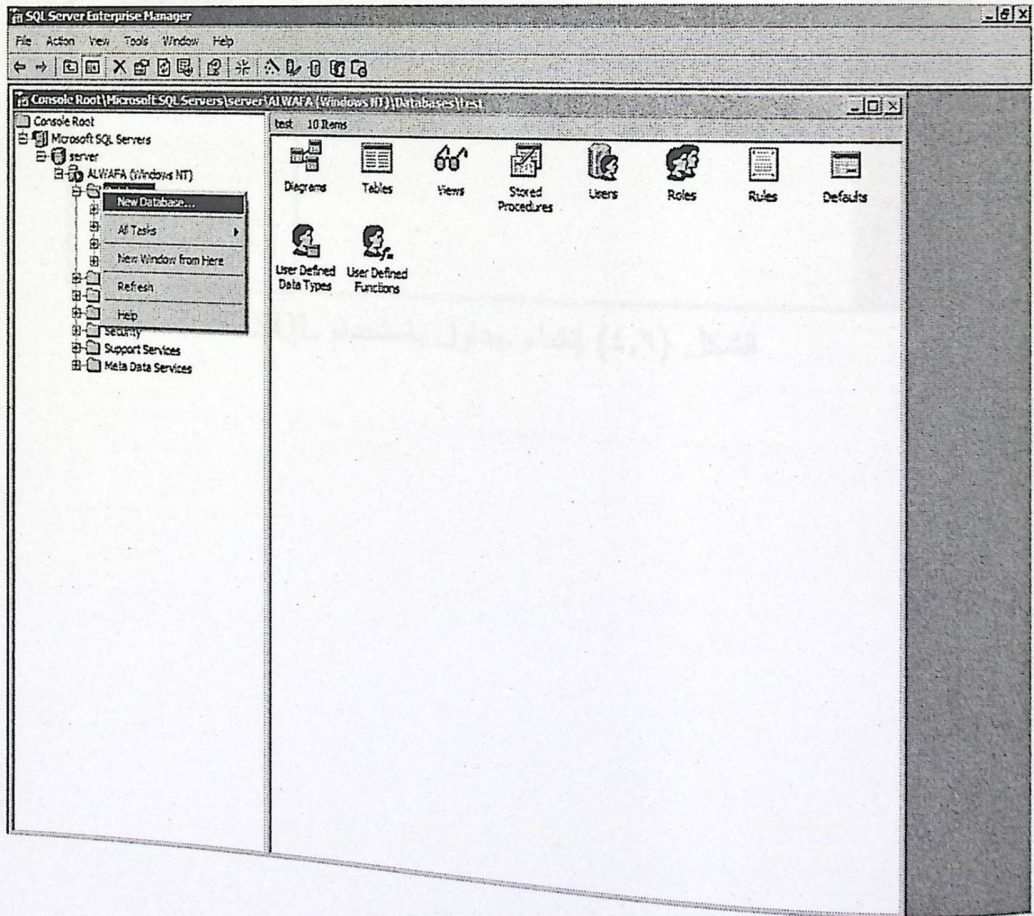 SQL Server Enterprise Manager
File Action View Tools Window Help
Console Root\Microsoft SQL Servers\server\ALWAFA (Windows NT)\Databases\test
Console Root
Microsoft SQL Servers
server
ALWAFA (Windows NT)
New Database...
All Tasks
New Window from Here
Refresh
Help
Security
Support Services
Meta Data Services
test 10 Items
Diagrams
Tables
Views
Stored Procedures
Users
Roles
Rules
Defaults
User Defined Data Types
User Defined Functions